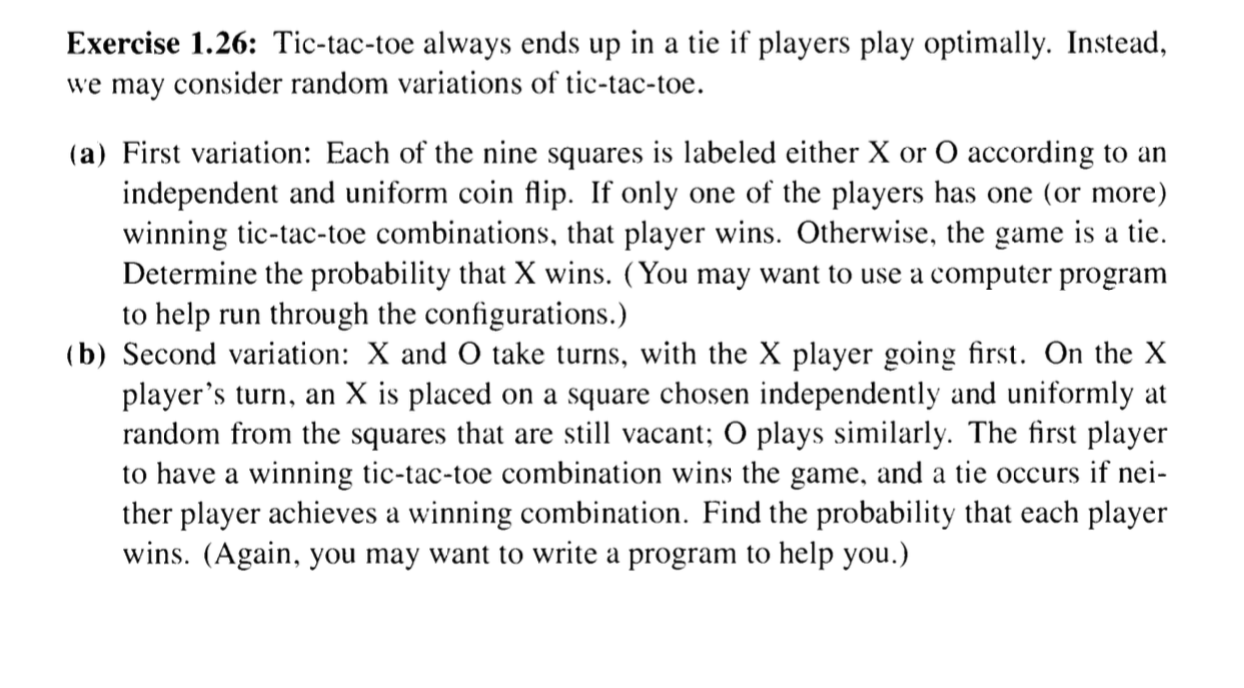 Exercise 1.26: Tic-tac-toe always ends up in a tie if players play optimally. Instead,
we may consider random variations of tic-tac-toe.
(a) First variation: Each of the nine squares is labeled either X or O according to an
independent and uniform coin flip. If only one of the players has one (or more)
winning tic-tac-toe combinations, that player wins. Otherwise, the game is a tie.
Determine the probability that X wins. (You may want to use a computer program
to help run through the configurations.)
(b) Second variation: X and O take turns, with the X player going first. On the X
player's turn, an X is placed on a square chosen independently and uniformly at
random from the squares that are still vacant; O plays similarly. The first player
to have a winning tic-tac-toe combination wins the game, and a tie occurs if nei-
ther player achieves a winning combination. Find the probability that each player
wins. (Again, you may want to write a program to help you.)